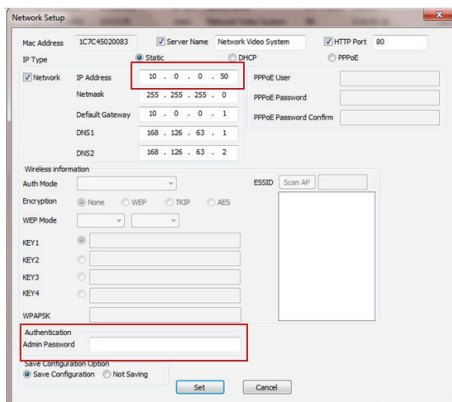 Network Setup
Mac Address 1C7C45020083 Server Name Network Video System HTTP Port 80
IP Type Static DHCP PPPoE
Network IP Address 10 . 0 . 0 . 50 PPPoE User
Netmask 255 . 255 . 255 . 0 PPPoE Password
Default Gateway 10 . 0 . 0 . 1 PPPoE Password Confirm
DNS1 168 . 126 . 63 . 1
DNS2 168 . 126 . 63 . 2
Wireless information
Auth Mode ESSID Scan AP
Encryption None WEP TKIP AES
WEP Mode
KEY1
KEY2
KEY3
KEY4
WPAPSK
Authentication
Admin Password
Save Configuration Option
Save Configuration Not Saving
Set Cancel